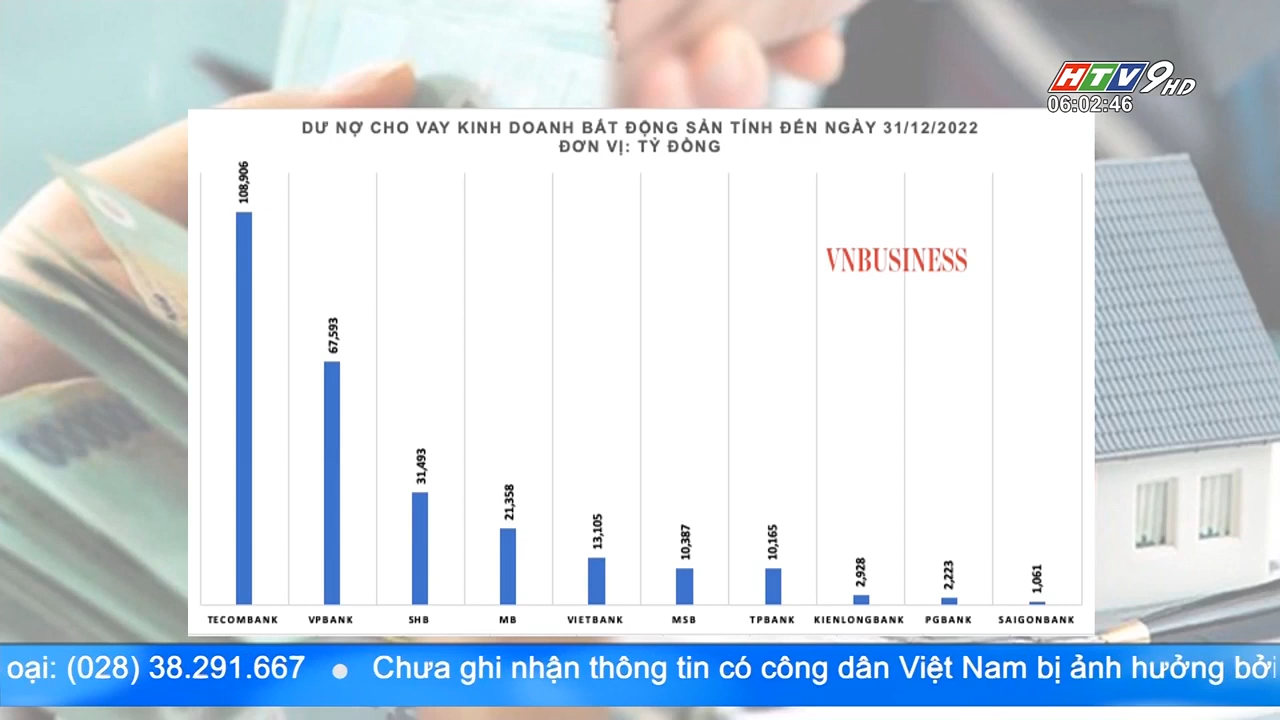 HTV9 HD
06:02:46
DƯ NỢ CHO VAY KINH DOANH BẤT ĐỘNG SẢN TÍNH ĐẾN NGÀY 31/12/2022
ĐƠN VỊ: TỶ ĐỒNG
108,906
67,593
31,493
21,358
13,105
10,387
10,165
2,928
2,223
1,061
VNBUSINESS
TECOMBANK VPBANK SHB MB VIETBANK MSB TPBANK KIENLONGBANK PGBANK SAIGONBANK
oại: (028) 38.291.667 ● Chưa ghi nhận thông tin có công dân Việt Nam bị ảnh hưởng bởi